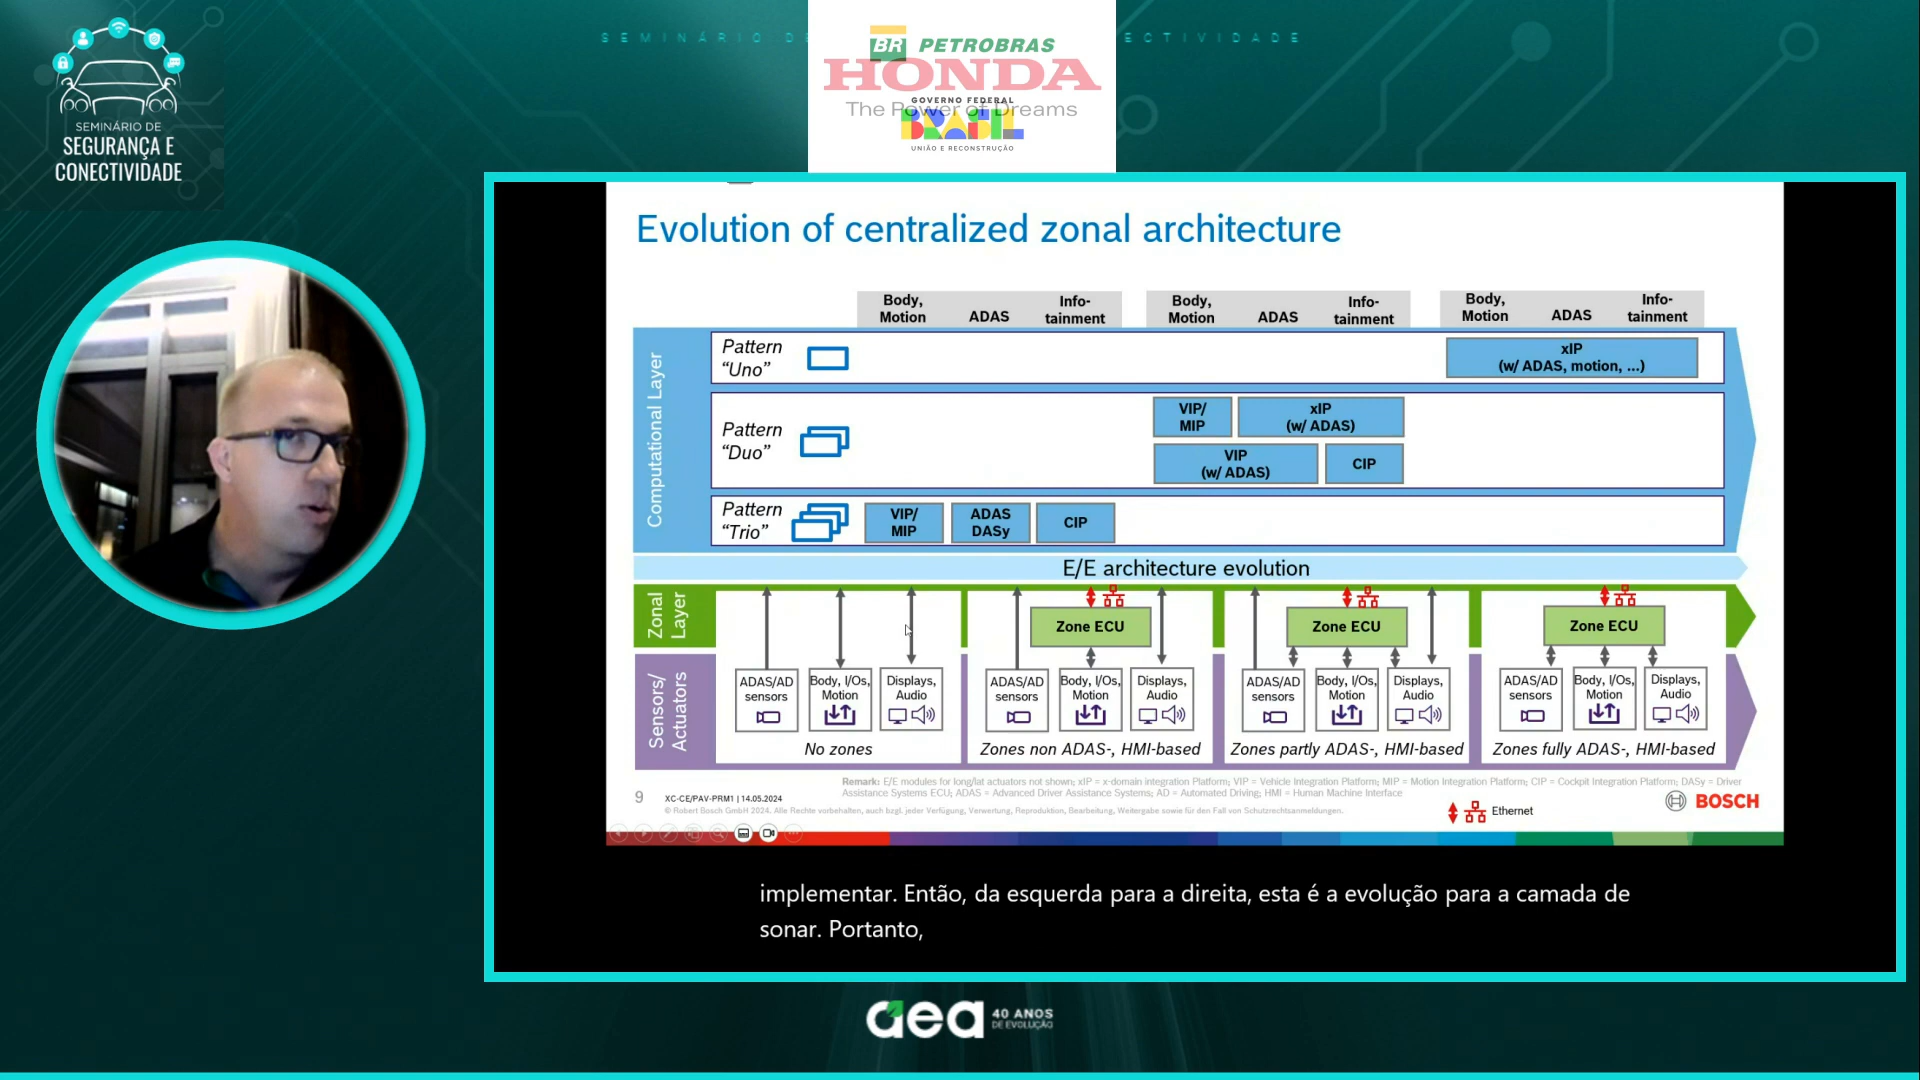 SEMINÁRIO DE
SEGURANÇA E
CONECTIVIDADE
BR PETROBRAS
HONDA
The Power of Dreams
GOVERNO FEDERAL
BRASIL
UNIÃO E RECONSTRUÇÃO
Evolution of centralized zonal architecture
Body, Motion
ADAS
Info-tainment
Body, Motion
ADAS
Info-tainment
Body, Motion
ADAS
Info-tainment
Computational Layer
Pattern
“Uno”
xIP
(w/ ADAS, motion, ...)
Pattern
“Duo”
VIP/
MIP
xIP
(w/ ADAS)
VIP
(w/ ADAS)
CIP
Pattern
“Trio”
VIP/
MIP
ADAS
DASy
CIP
E/E architecture evolution
Zonal
Layer
Zone ECU
Zone ECU
Zone ECU
Sensors/
Actuators
ADAS/AD
sensors
Body, I/Os,
Motion
Displays,
Audio
No zones
ADAS/AD
sensors
Body, I/Os,
Motion
Displays,
Audio
Zones non ADAS-, HMI-based
ADAS/AD
sensors
Body, I/Os,
Motion
Displays,
Audio
Zones partly ADAS-, HMI-based
ADAS/AD
sensors
Body, I/Os,
Motion
Displays,
Audio
Zones fully ADAS-, HMI-based
Remark: E/E modules for long/lat actuators not shown; xIP = x-domain integration Platform; VIP = Vehicle Integration Platform; MIP = Motion Integration Platform; CIP = Cockpit Integration Platform; DASy = Driver
Assistance Systems ECU; ADAS = Advanced Driver Assistance Systems; AD = Automated Driving; HMI = Human Machine Interface
9
XC-CE/PAV-PRM1 | 14.05.2024
© Robert Bosch GmbH 2024. Alle Rechte vorbehalten, auch bzgl. jeder Verfügung, Verwertung, Reproduktion, Bearbeitung, Weitergabe sowie für den Fall von Schutzrechtsanmeldungen.
Ethernet
BOSCH
implementar. Então, da esquerda para a direita, esta é a evolução para a camada de
sonar. Portanto,
aea
40 ANOS
DE EVOLUÇÃO